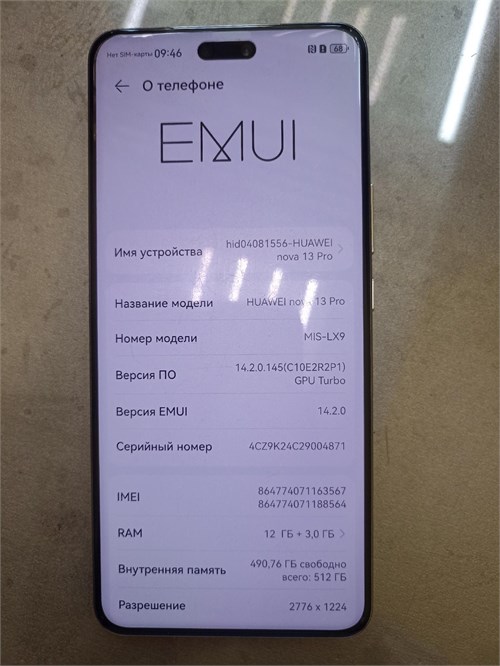 Нет SIM-карты 09:46 68
О телефоне
EMUI
Имя устройства hid04081556-HUAWEI
nova 13 Pro
Название модели HUAWEI nova 13 Pro
Номер модели MIS-LX9
Версия ПО 14.2.0.145(C10E2R2P1)
GPU Turbo
Версия EMUI 14.2.0
Серийный номер 4CZ9K24C29004871
IMEI 864774071163567
864774071188564
RAM 12 ГБ + 3,0 ГБ
Внутренняя память 490,76 ГБ свободно
всего: 512 ГБ
Разрешение 2776 x 1224